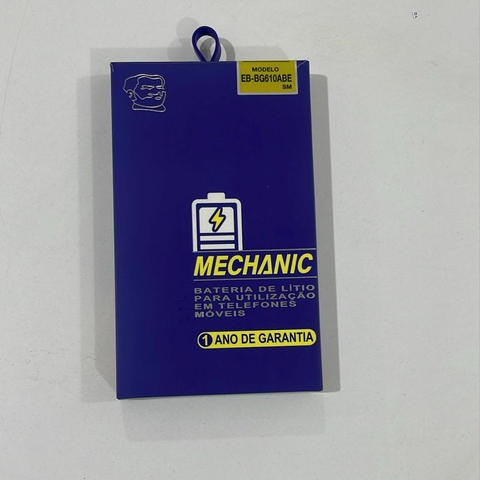 MODELO
EB-BG610ABE
SM
MECHANIC
BATERIA DE LÍTIO
PARA UTILIZAÇÃO
EM TELEFONES
MÓVEIS
1 ANO DE GARANTIA